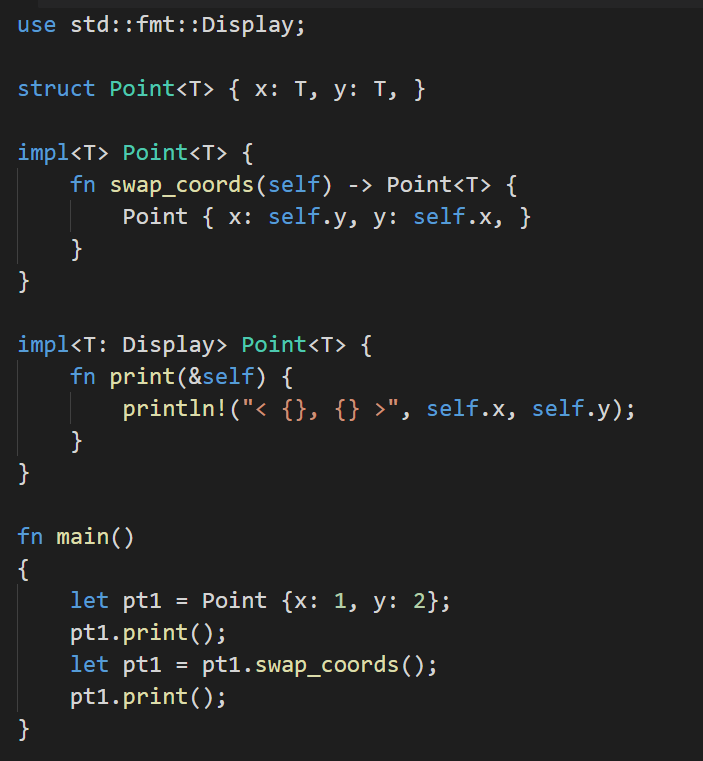 use std::fmt::Display;
struct Point<T> { x: T, y: T, }
impl<T> Point<T> {
    fn swap_coords(self) -> Point<T> {
        Point { x: self.y, y: self.x, }
    }
}
impl<T: Display> Point<T> {
    fn print(&self) {
        println!("< {}, {} >", self.x, self.y);
    }
}
fn main()
{
    let pt1 = Point {x: 1, y: 2};
    pt1.print();
    let pt1 = pt1.swap_coords();
    pt1.print();
}